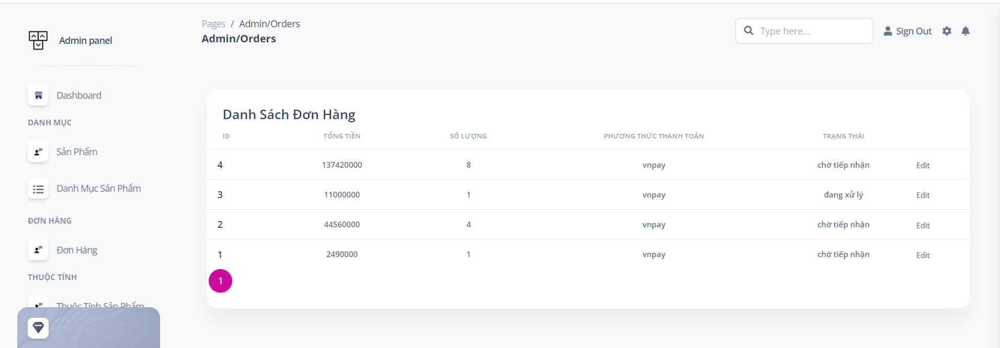 Admin panel
Dashboard
DANH MỤC
Sản Phẩm
Danh Mục Sản Phẩm
ĐƠN HÀNG
Đơn Hàng
THUỘC TÍNH
Thuộc Tính Sản Phẩm
Pages / Admin/Orders
Admin/Orders
Type here...
Sign Out
Danh Sách Đơn Hàng
ID TỔNG TIỀN SỐ LƯỢNG PHƯƠNG THỨC THANH TOÁN TRẠNG THÁI
4 137420000 8 vnpay chờ tiếp nhận Edit
3 11000000 1 vnpay đang xử lý Edit
2 44560000 4 vnpay chờ tiếp nhận Edit
1 2490000 1 vnpay chờ tiếp nhận Edit
1